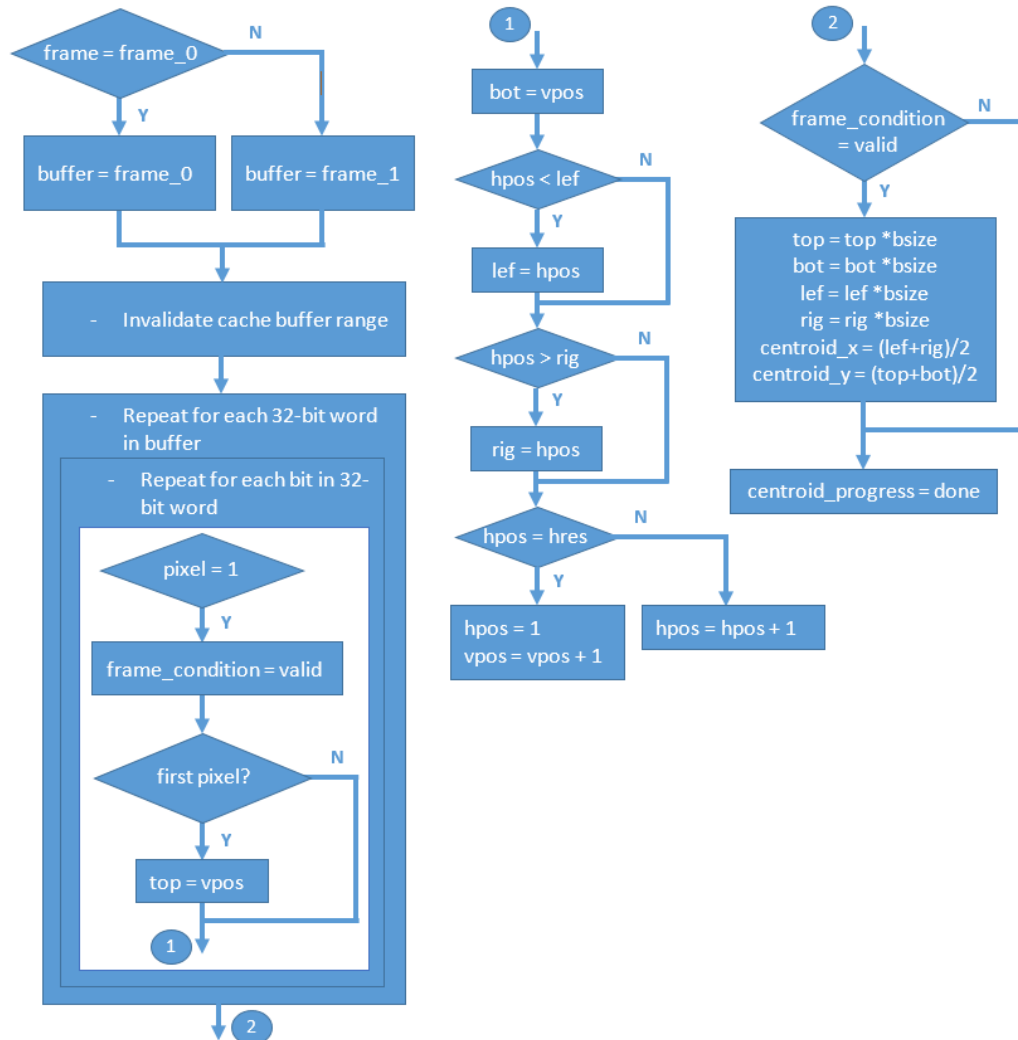 frame = frame_0
N
Y
buffer = frame_0
buffer = frame_1
- Invalidate cache buffer range
- Repeat for each 32-bit word
in buffer
- Repeat for each bit in 32-
bit word
pixel = 1
Y
frame_condition = valid
first pixel?
N
Y
top = vpos
1
2
1
bot = vpos
hpos < lef
N
Y
lef = hpos
hpos > rig
N
Y
rig = hpos
hpos = hres
N
Y
hpos = 1
vpos = vpos + 1
hpos = hpos + 1
2
frame_condition
= valid
N
Y
top = top *bsize
bot = bot *bsize
lef = lef *bsize
rig = rig *bsize
centroid_x = (lef+rig)/2
centroid_y = (top+bot)/2
centroid_progress = done